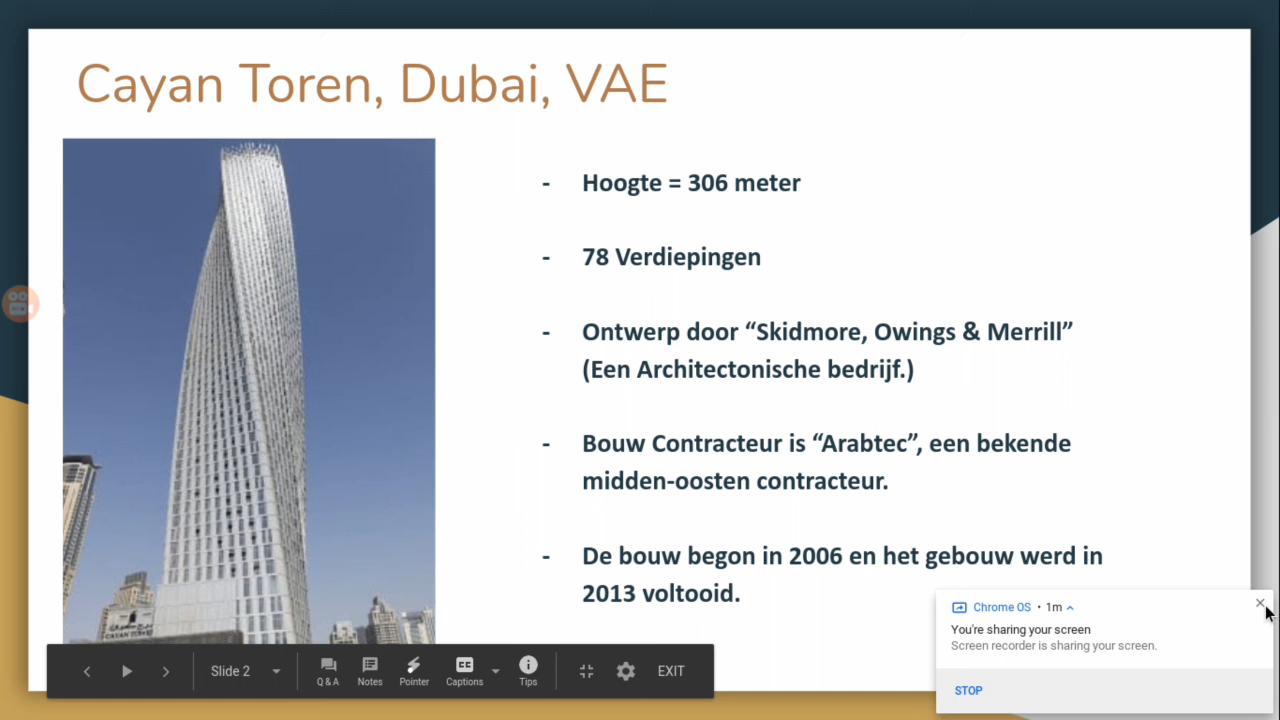 Cayan Toren, Dubai, VAE
- Hoogte = 306 meter
- 78 Verdiepingen
- Ontwerp door “Skidmore, Owings & Merrill”
(Een Architectonische bedrijf.)
- Bouw Contracteur is “Arabtec”, een bekende
midden-oosten contracteur.
- De bouw begon in 2006 en het gebouw werd in
2013 voltooid.
CAYAN TOWER
Slide 2
Q & A
Notes
Pointer
CC
Captions
Tips
EXIT
Chrome OS • 1m
You're sharing your screen
Screen recorder is sharing your screen.
STOP